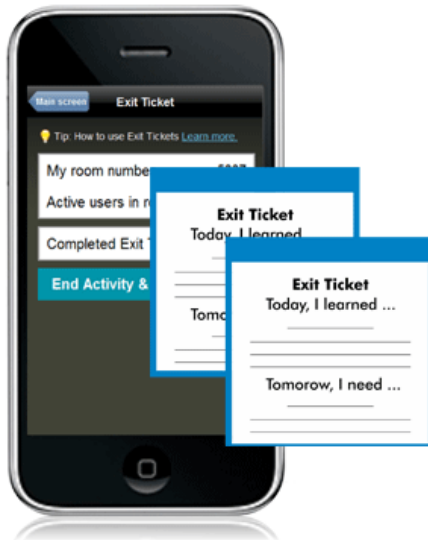 Main screen Exit Ticket
Tip: How to use Exit Tickets Learn more.
My room number
Active users in
Completed Exit
End Activity &
Exit Ticket
Today, I learned
Exit Ticket
Today, I learned ...
Tomorow, I need ...